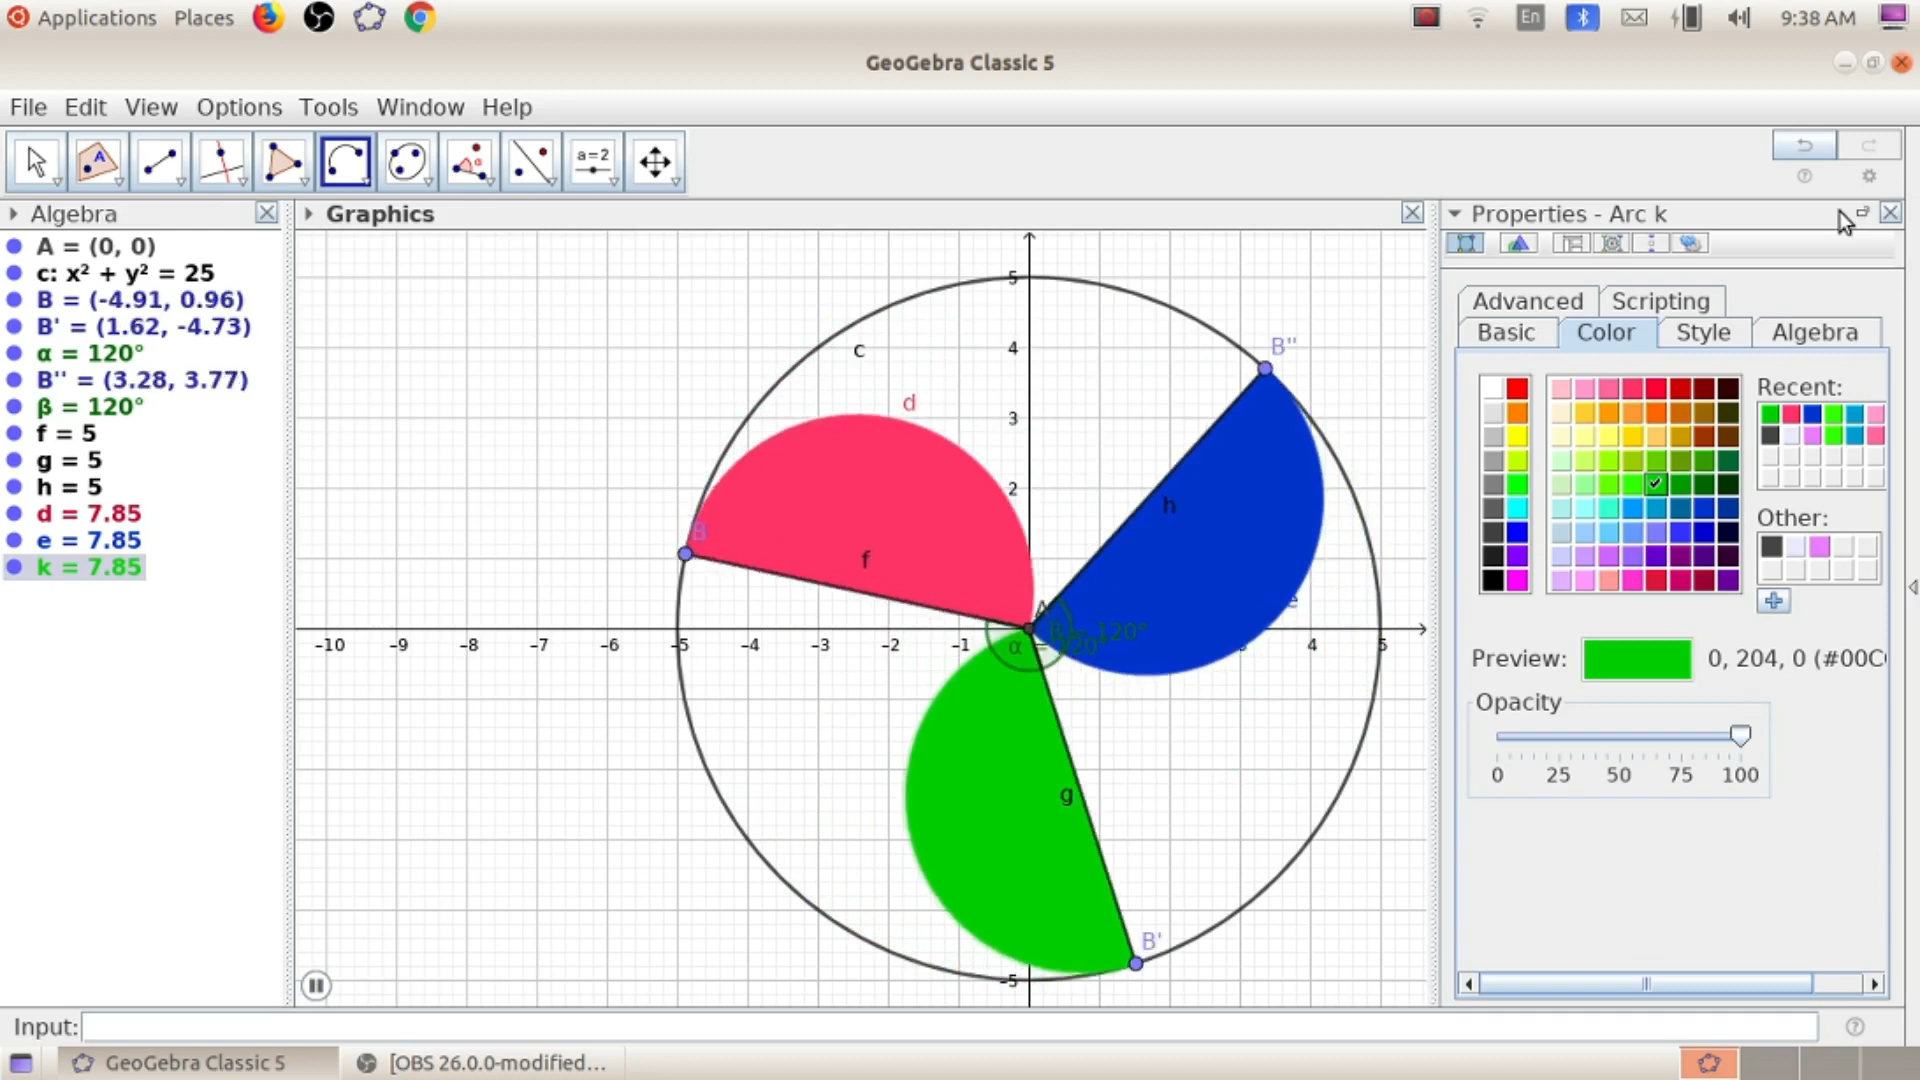 Applications Places En 9:38 AM
GeoGebra Classic 5
File Edit View Options Tools Window Help
A α a=2
Algebra
Graphics
Properties - Arc k
A = (0, 0)
c: x² + y² = 25
B = (-4.91, 0.96)
B' = (1.62, -4.73)
α = 120°
B'' = (3.28, 3.77)
β = 120°
f = 5
g = 5
h = 5
d = 7.85
e = 7.85
k = 7.85
5
4
3
2
-5
-10 -9 -8 -7 -6 -5 -4 -3 -2 -1 4 5
c
d
B
f
B''
h
e
A
β = 120°
α =
g
B'
Advanced Scripting
Basic Color Style Algebra
Recent:
Other:
Preview: 0, 204, 0 (#00C
Opacity
0 25 50 75 100
Input:
GeoGebra Classic 5 [OBS 26.0.0-modified...